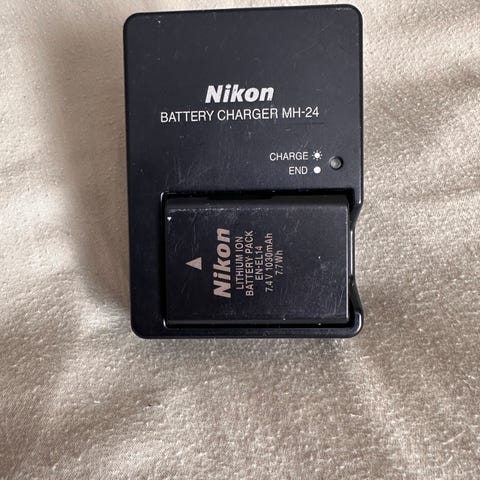 Nikon
BATTERY CHARGER MH-24
CHARGE
END
Nikon
LITHIUM ION
BATTERY PACK
EN-EL14
7.4V 1030mAh
7.7Wh